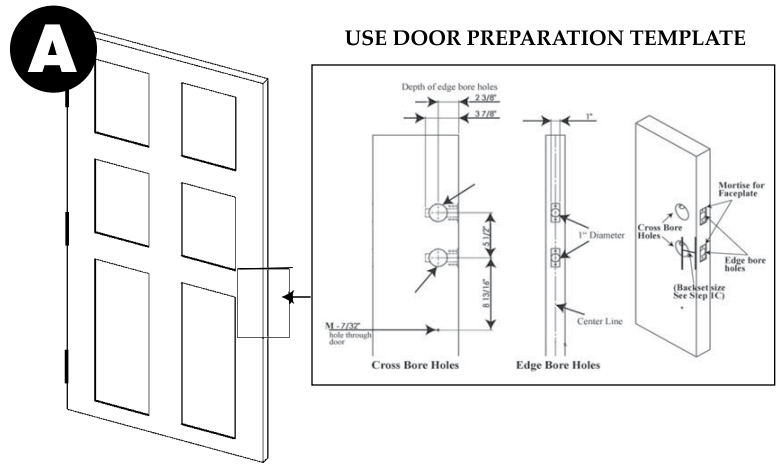 A
USE DOOR PREPARATION TEMPLATE
Depth of edge bore holes
2 3/8"
3 7/8"
1"
5 1/2"
8 13/16"
M - 7/32"
hole through
door
Cross Bore Holes
1" Diameter
Center Line
Edge Bore Holes
Mortise for
Faceplate
Cross Bore
Holes
Edge bore
holes
(Backset size
See Step 1C)